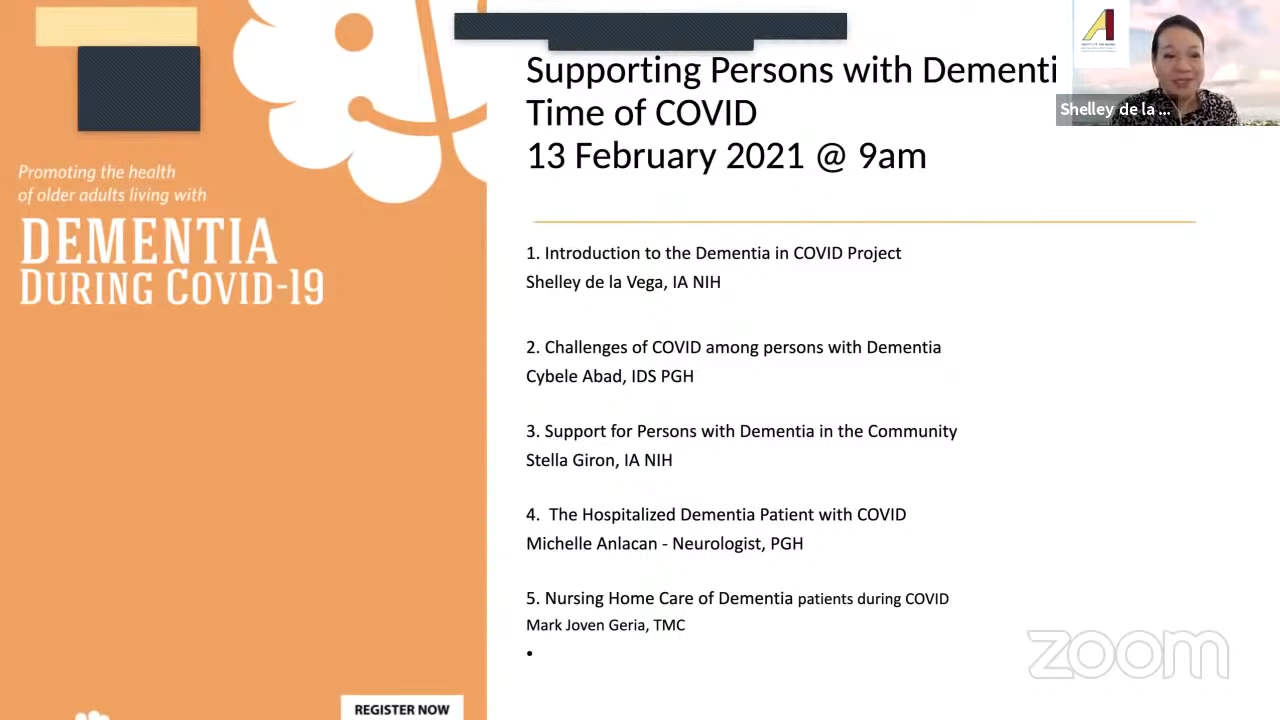 Promoting the health
of older adults living with
DEMENTIA
DURING COVID-19
REGISTER NOW
Supporting Persons with Dementi
Time of COVID
13 February 2021 @ 9am
1. Introduction to the Dementia in COVID Project
Shelley de la Vega, IA NIH
2. Challenges of COVID among persons with Dementia
Cybele Abad, IDS PGH
3. Support for Persons with Dementia in the Community
Stella Giron, IA NIH
4. The Hospitalized Dementia Patient with COVID
Michelle Anlacan - Neurologist, PGH
5. Nursing Home Care of Dementia patients during COVID
Mark Joven Geria, TMC
•
Shelley de la ...
zoom